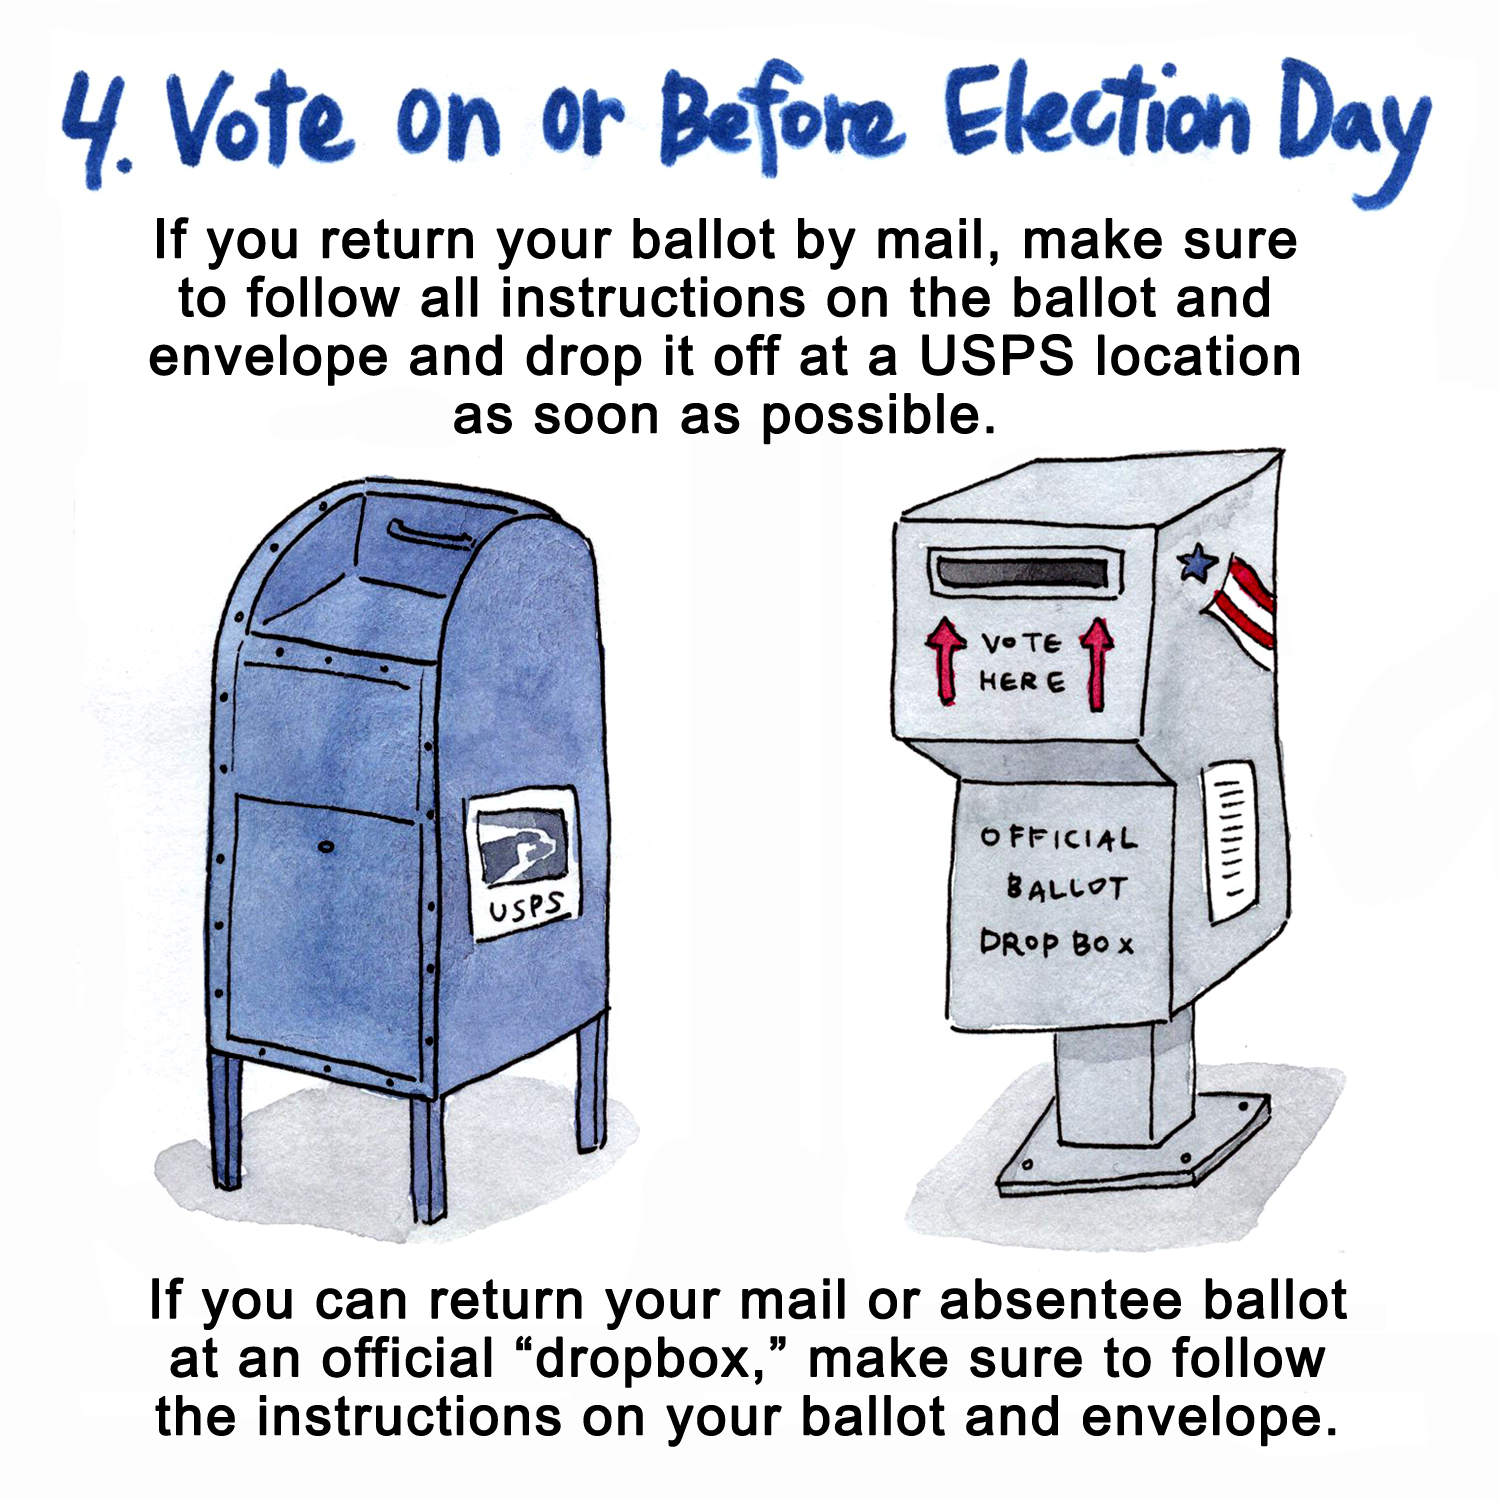 4. Vote on or Before Election Day
If you return your ballot by mail, make sure
to follow all instructions on the ballot and
envelope and drop it off at a USPS location
as soon as possible.
USPS
VOTE
HERE
OFFICIAL
BALLOT
DROP BOX
If you can return your mail or absentee ballot
at an official “dropbox,” make sure to follow
the instructions on your ballot and envelope.